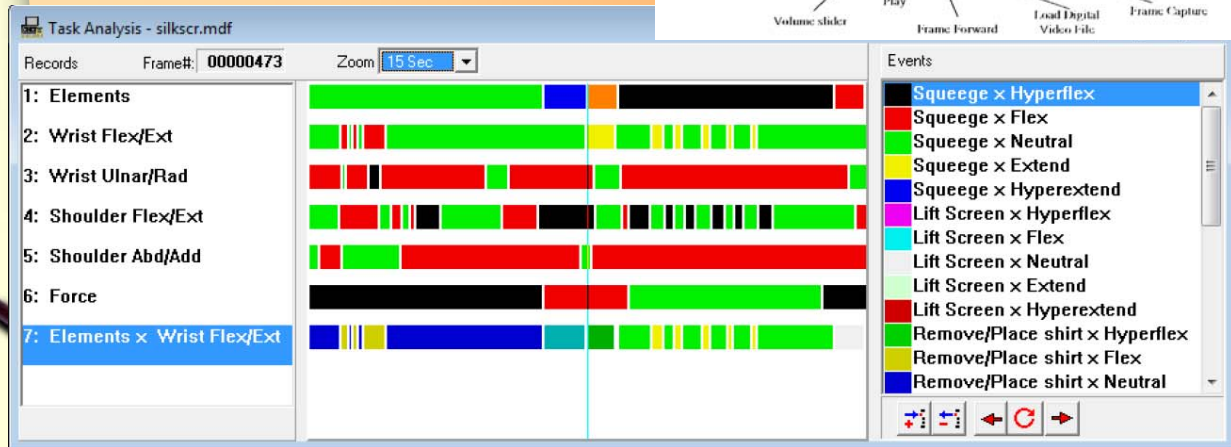 Play
Volume slider
Frame Forward
Load Digital
Video File
Frame Capture
Task Analysis - silkscr.mdf
Records Frame#: 00000473 Zoom 15 Sec
Events
1: Elements
2: Wrist Flex/Ext
3: Wrist Ulnar/Rad
4: Shoulder Flex/Ext
5: Shoulder Abd/Add
6: Force
7: Elements x Wrist Flex/Ext
Squeege x Hyperflex
Squeege x Flex
Squeege x Neutral
Squeege x Extend
Squeege x Hyperextend
Lift Screen x Hyperflex
Lift Screen x Flex
Lift Screen x Neutral
Lift Screen x Extend
Lift Screen x Hyperextend
Remove/Place shirt x Hyperflex
Remove/Place shirt x Flex
Remove/Place shirt x Neutral